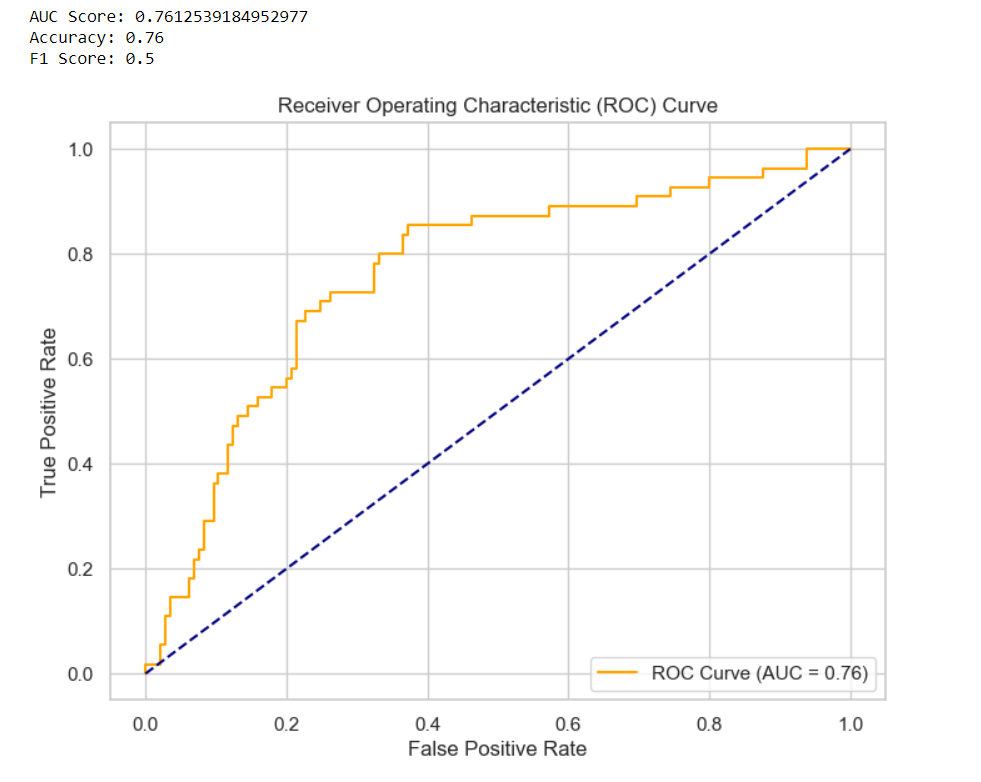 AUC Score: 0.7612539184952977
Accuracy: 0.76
F1 Score: 0.5
Receiver Operating Characteristic (ROC) Curve
1.0
0.8
0.6
0.4
0.2
0.0
True Positive Rate
ROC Curve (AUC = 0.76)
0.0 0.2 0.4 0.6 0.8 1.0
False Positive Rate